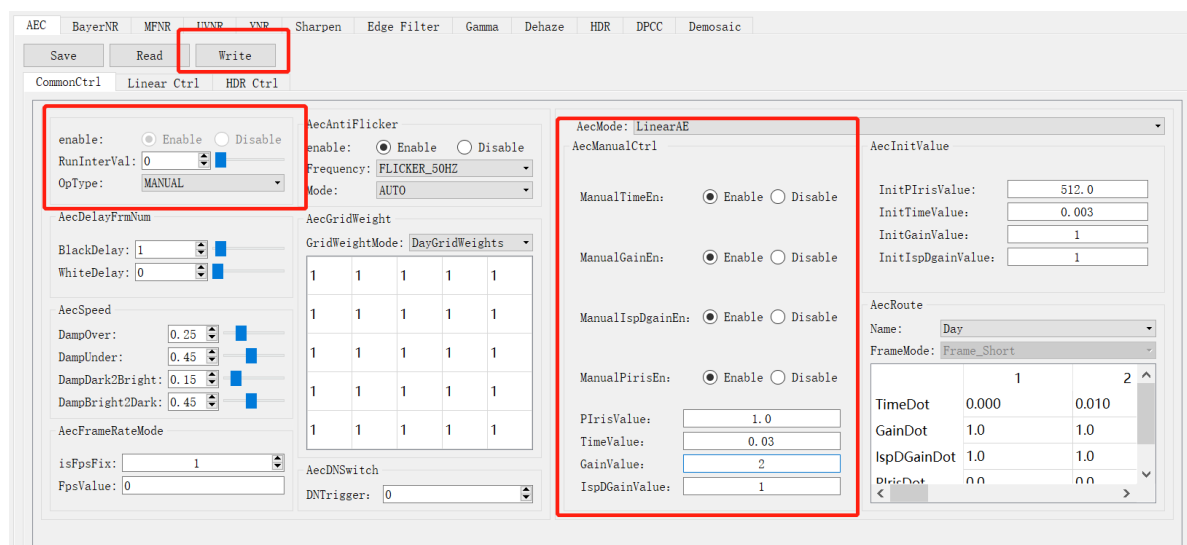 AEC BayerNR MFNR UVNR YNR Sharpen Edge Filter Gamma Dehaze HDR DPCC Demosaic
Save Read Write
CommonCtrl Linear Ctrl HDR Ctrl
enable: Enable Disable
RunInterVal: 0
OpType: MANUAL
AecDelayFrmNum
BlackDelay: 1
WhiteDelay: 0
AecSpeed
DampOver: 0.25
DampUnder: 0.45
DampDark2Bright: 0.15
DampBright2Dark: 0.45
AecFrameRateMode
isFpsFix: 1
FpsValue: 0
AecAntiFlicker
enable: Enable Disable
Frequency: FLICKER_50HZ
Mode: AUTO
AecGridWeight
GridWeightMode: DayGridWeights
1 1 1 1 1
1 1 1 1 1
1 1 1 1 1
1 1 1 1 1
1 1 1 1 1
AecDNSwitch
DNTrigger: 0
AecMode: LinearAE
AecManualCtrl
ManualTimeEn: Enable Disable
ManualGainEn: Enable Disable
ManualIspDgainEn: Enable Disable
ManualPirisEn: Enable Disable
PIrisValue: 1.0
TimeValue: 0.03
GainValue: 2
IspDGainValue: 1
AecInitValue
InitPIrisValue: 512.0
InitTimeValue: 0.003
InitGainValue: 1
InitIspDgainValue: 1
AecRoute
Name: Day
FrameMode: Frame_Short
1 2
TimeDot 0.000 0.010
GainDot 1.0 1.0
IspDGainDot 1.0 1.0
PIrisDot 0.0 0.0